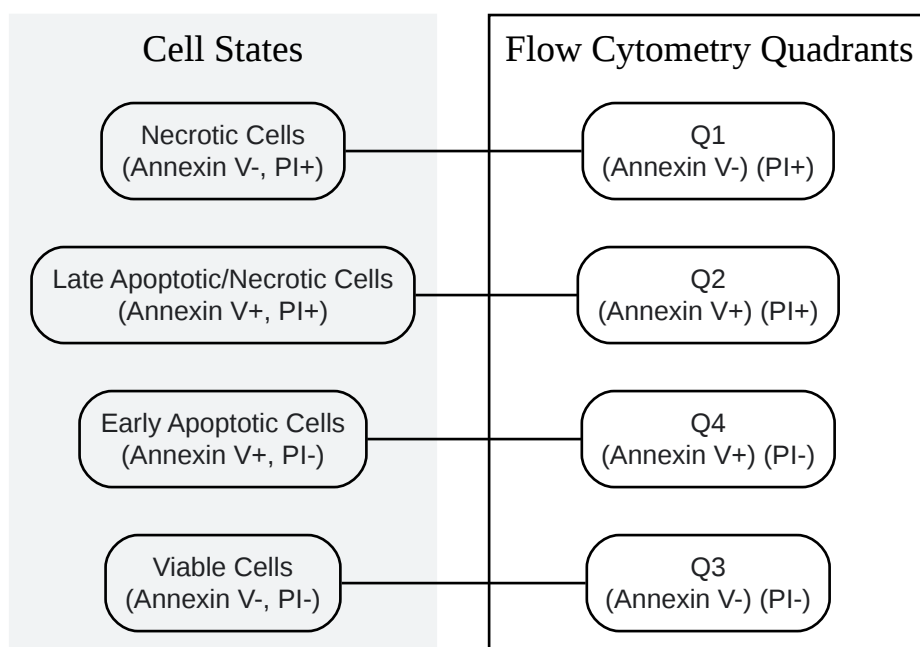 Cell States
Flow Cytometry Quadrants
Necrotic Cells
(Annexin V-, PI+)
Q1
(Annexin V-) (PI+)
Late Apoptotic/Necrotic Cells
(Annexin V+, PI+)
Q2
(Annexin V+) (PI+)
Early Apoptotic Cells
(Annexin V+, PI-)
Q4
(Annexin V+) (PI-)
Viable Cells
(Annexin V-, PI-)
Q3
(Annexin V-) (PI-)